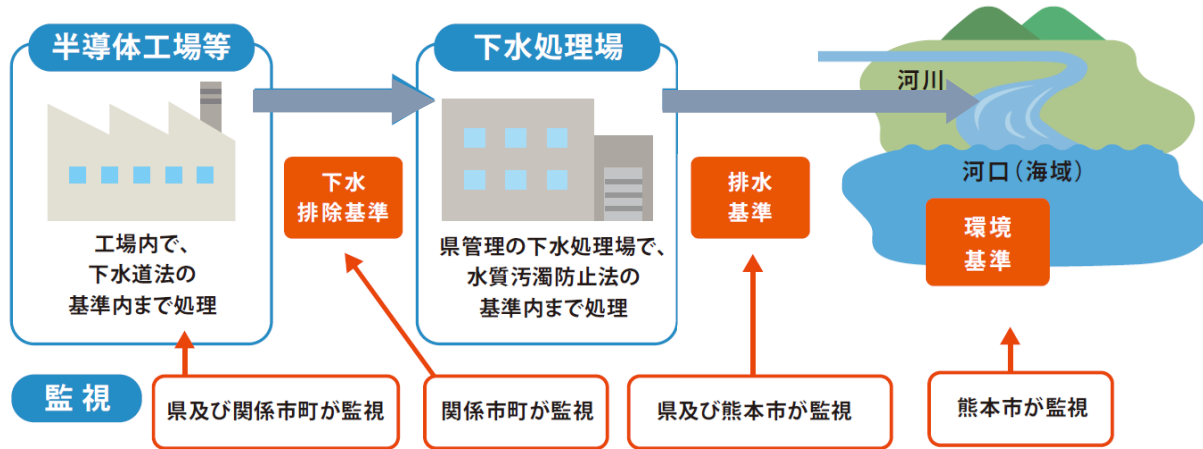 半導体工場等
下水処理場
河川
河口（海域）
下水
排除基準
排水
基準
環境
基準
工場内で、
下水道法の
基準内まで処理
県管理の下水処理場で、
水質汚濁防止法の
基準内まで処理
監視
県及び関係市町が監視
関係市町が監視
県及び熊本市が監視
熊本市が監視